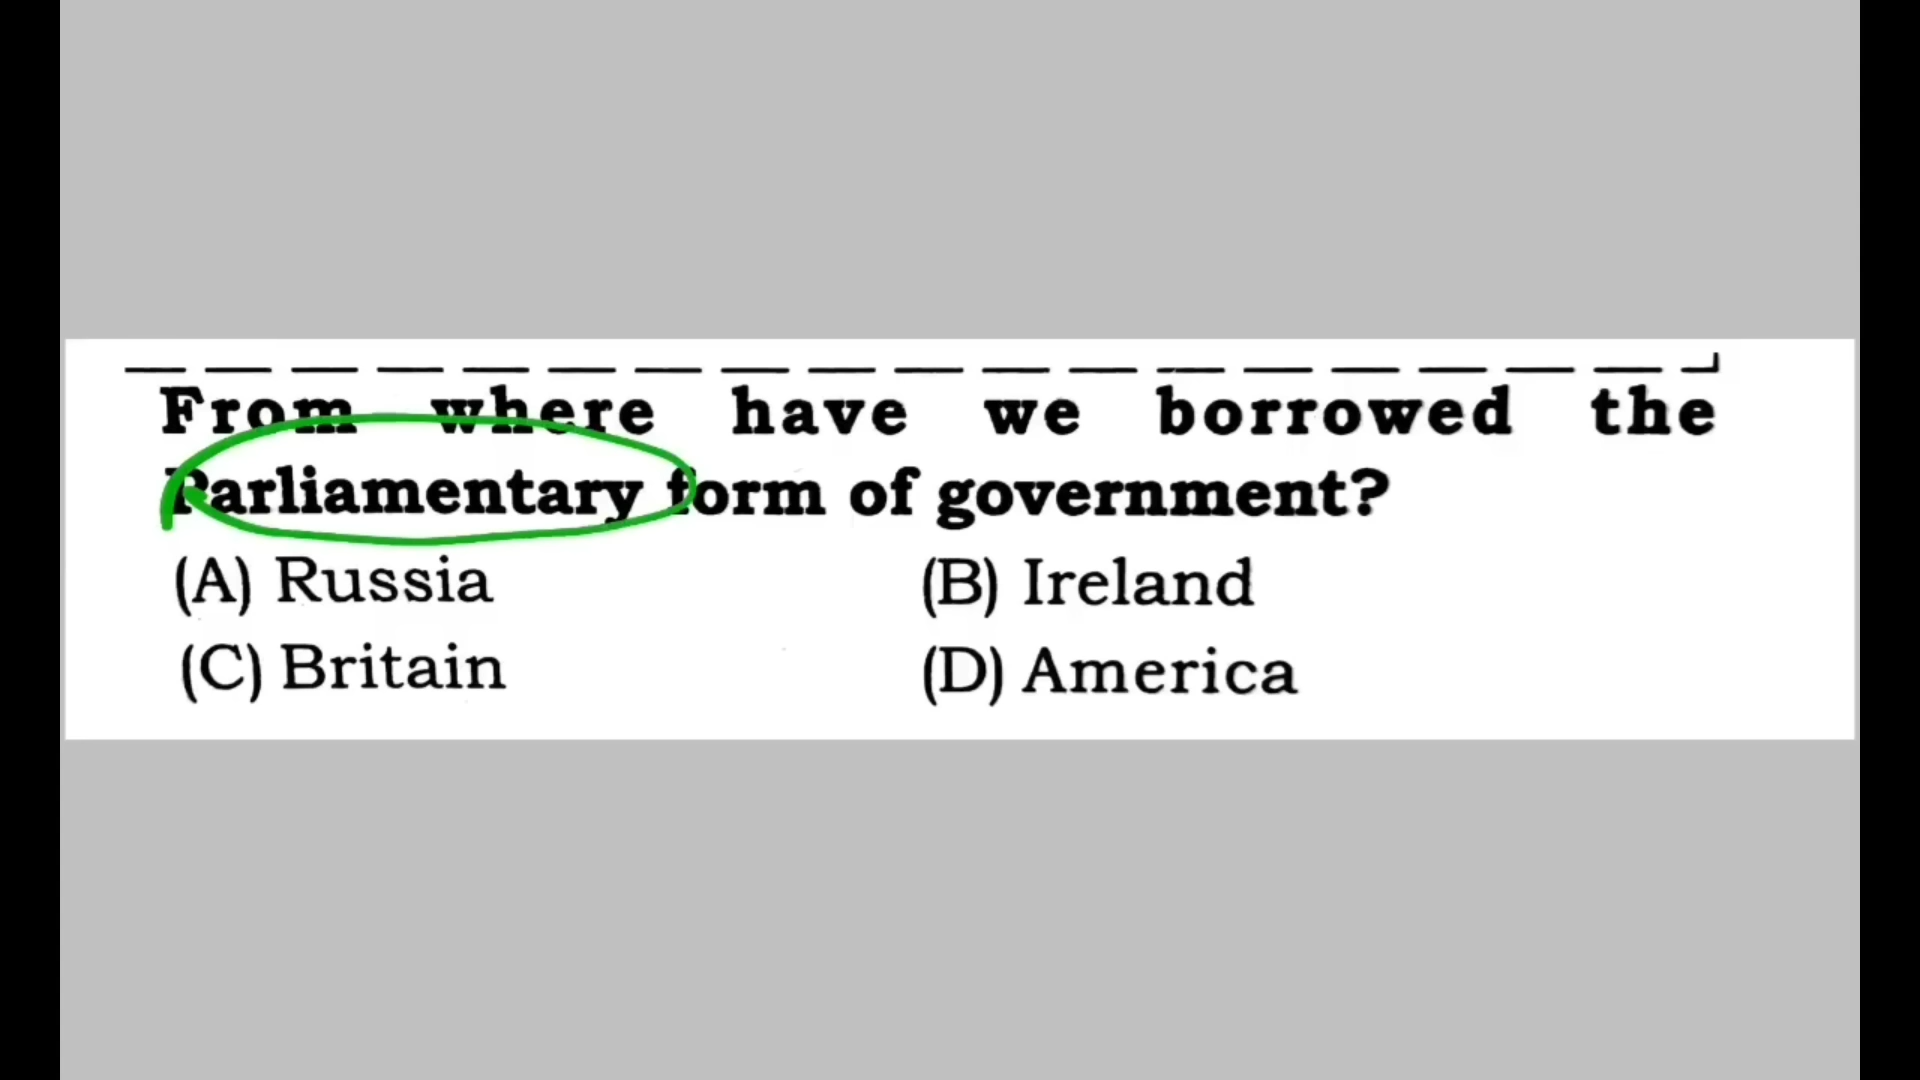 From where have we borrowed the
Parliamentary form of government?
(A) Russia
(B) Ireland
(C) Britain
(D) America